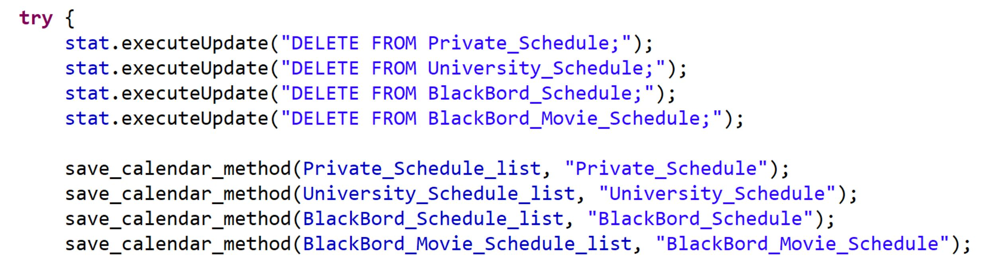 try {
stat.executeUpdate("DELETE FROM Private_Schedule;");
stat.executeUpdate("DELETE FROM University_Schedule;");
stat.executeUpdate("DELETE FROM BlackBord_Schedule;");
stat.executeUpdate("DELETE FROM BlackBord_Movie_Schedule;");
save_calendar_method(Private_Schedule_list, "Private_Schedule");
save_calendar_method(University_Schedule_list, "University_Schedule");
save_calendar_method(BlackBord_Schedule_list, "BlackBord_Schedule");
save_calendar_method(BlackBord_Movie_Schedule_list, "BlackBord_Movie_Schedule");